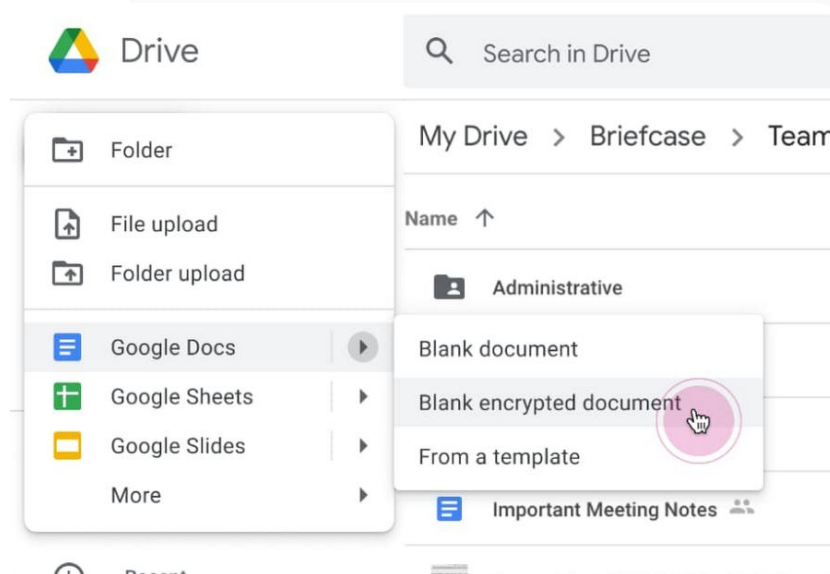 Drive
Search in Drive
My Drive > Briefcase > Team
Folder
File upload
Folder upload
Google Docs
Google Sheets
Google Slides
More
Name
Administrative
Blank document
Blank encrypted document
From a template
Important Meeting Notes